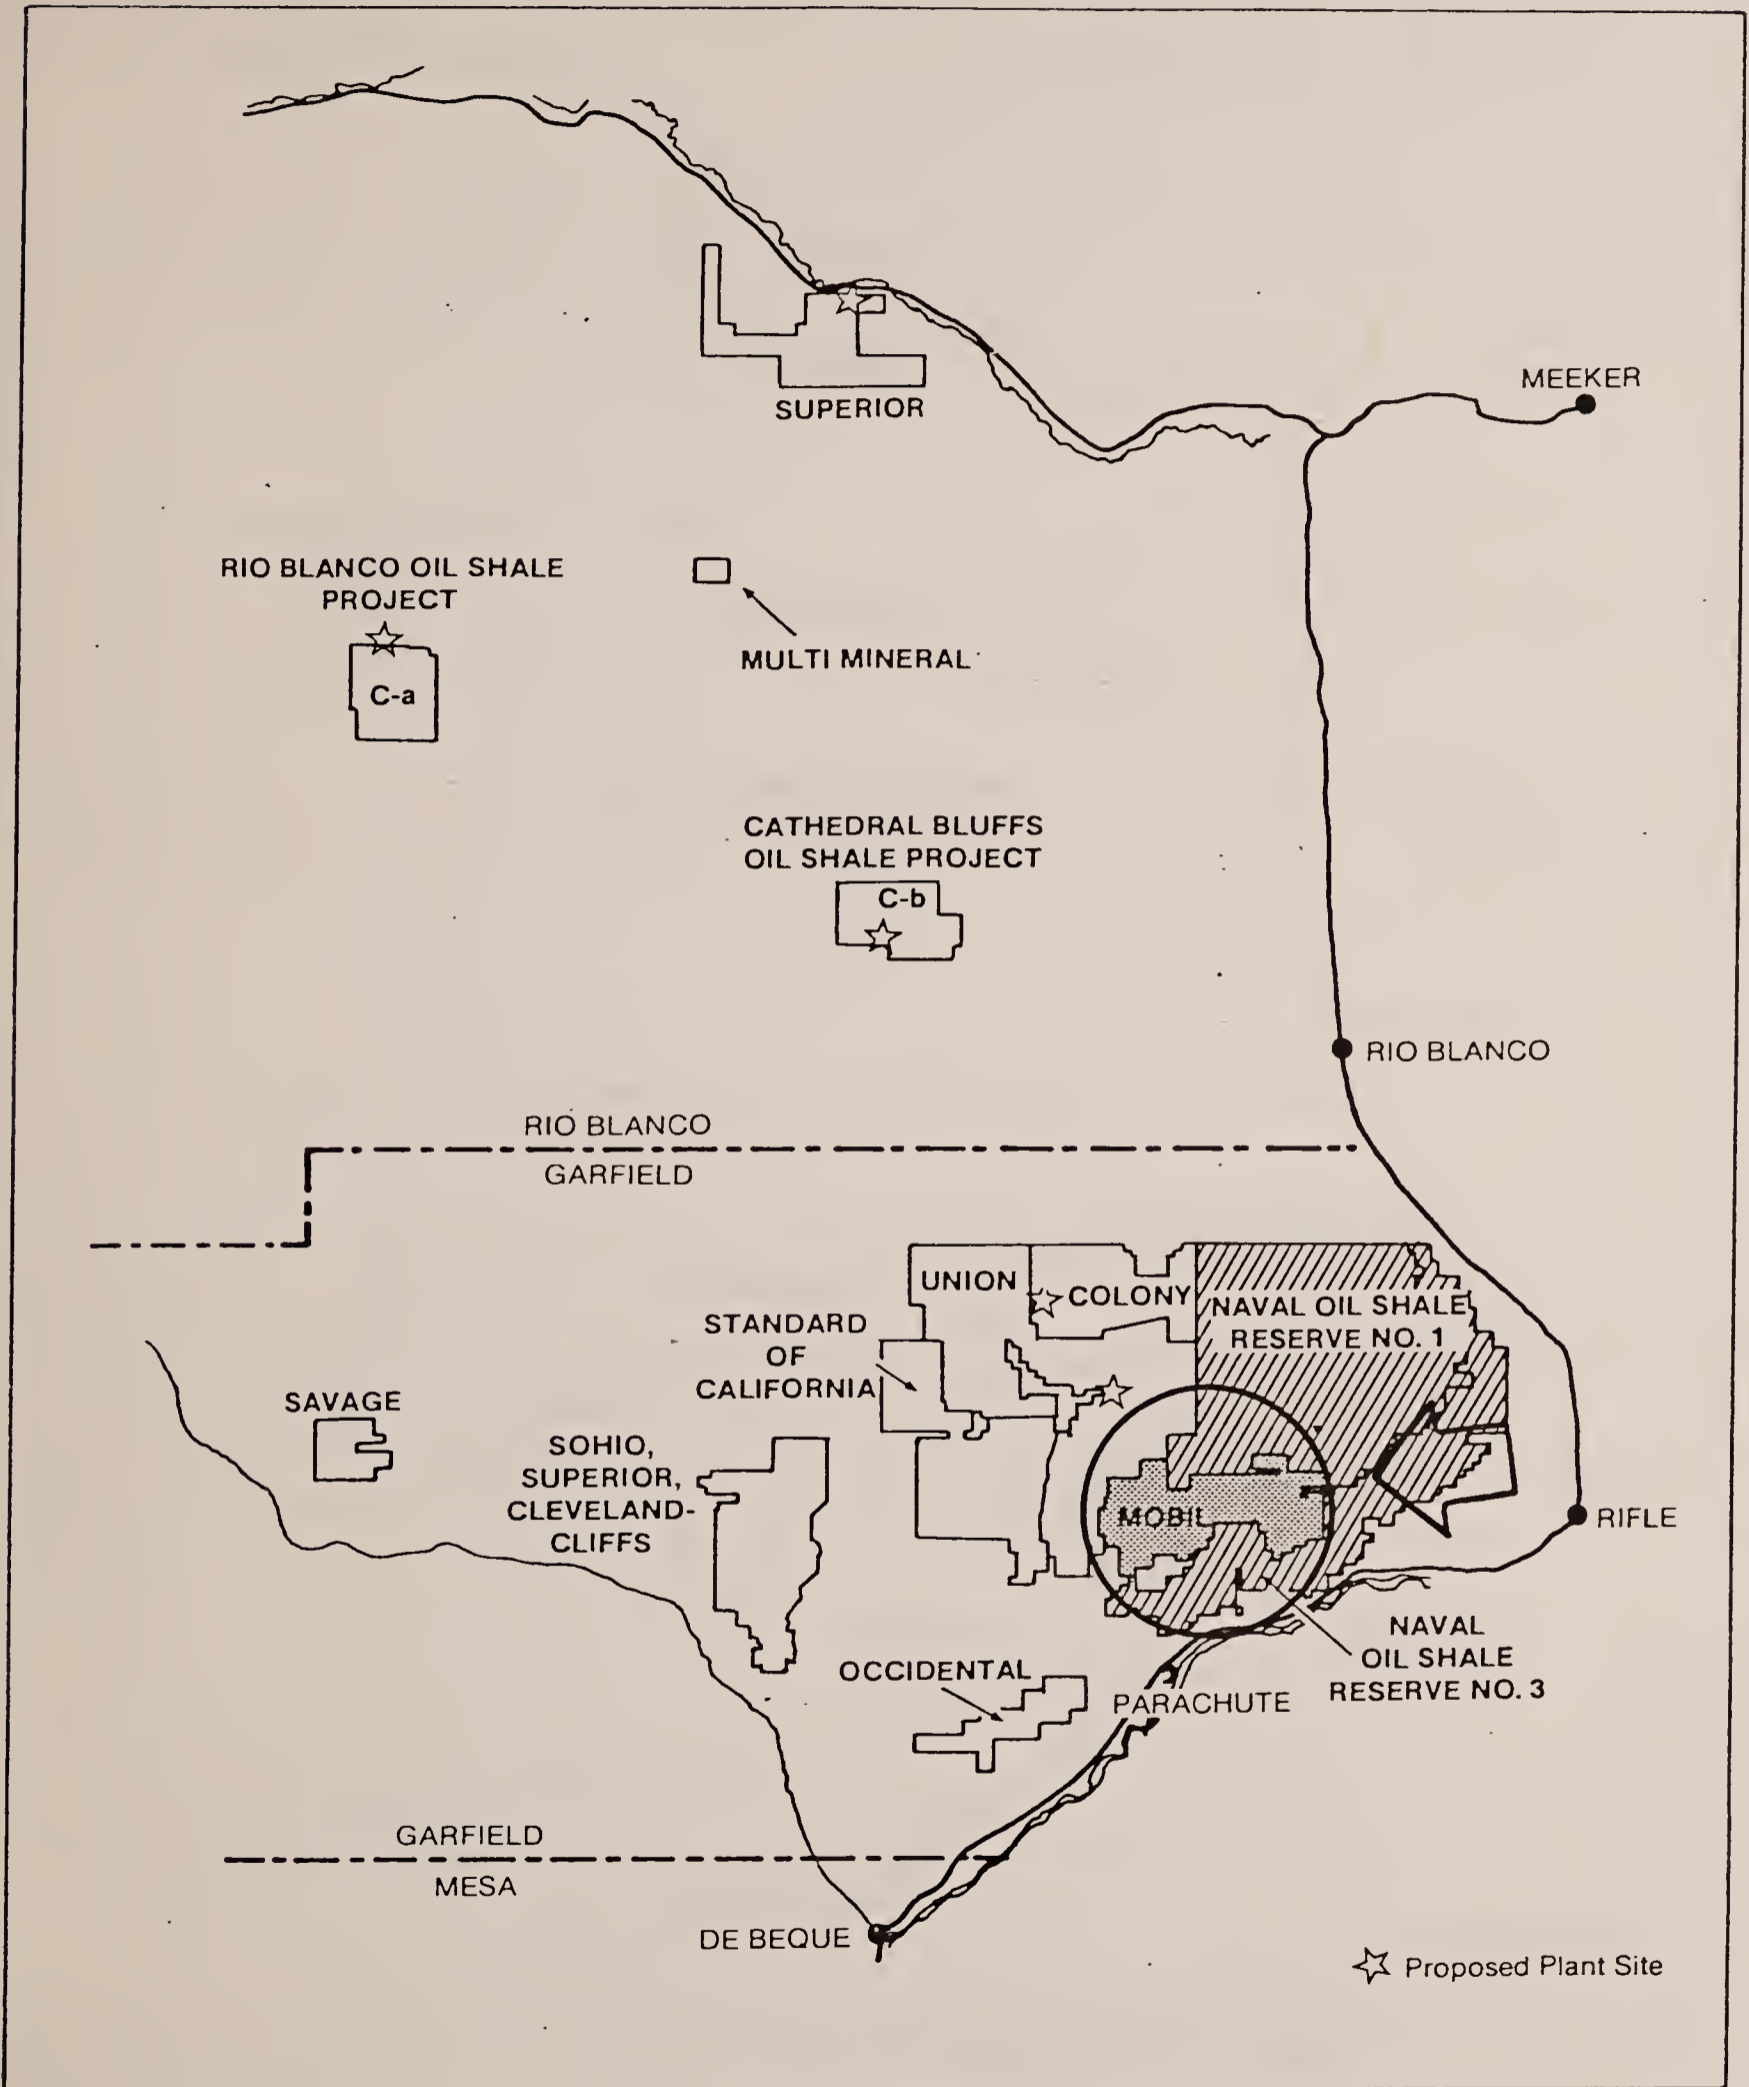 MEEKER
SUPERIOR
RIO BLANCO OIL SHALE
PROJECT
C-a
MULTI MINERAL
CATHEDRAL BLUFFS
OIL SHALE PROJECT
C-b
RIO BLANCO
RIO BLANCO
GARFIELD
UNION
COLONY
NAVAL OIL SHALE
RESERVE NO. 1
STANDARD
OF
CALIFORNIA
SAVAGE
SOHIO,
SUPERIOR,
CLEVELAND-
CLIFFS
MOBIL
RIFLE
NAVAL
OIL SHALE
RESERVE NO. 3
OCCIDENTAL
PARACHUTE
GARFIELD
MESA
DE BEQUE
Proposed Plant Site